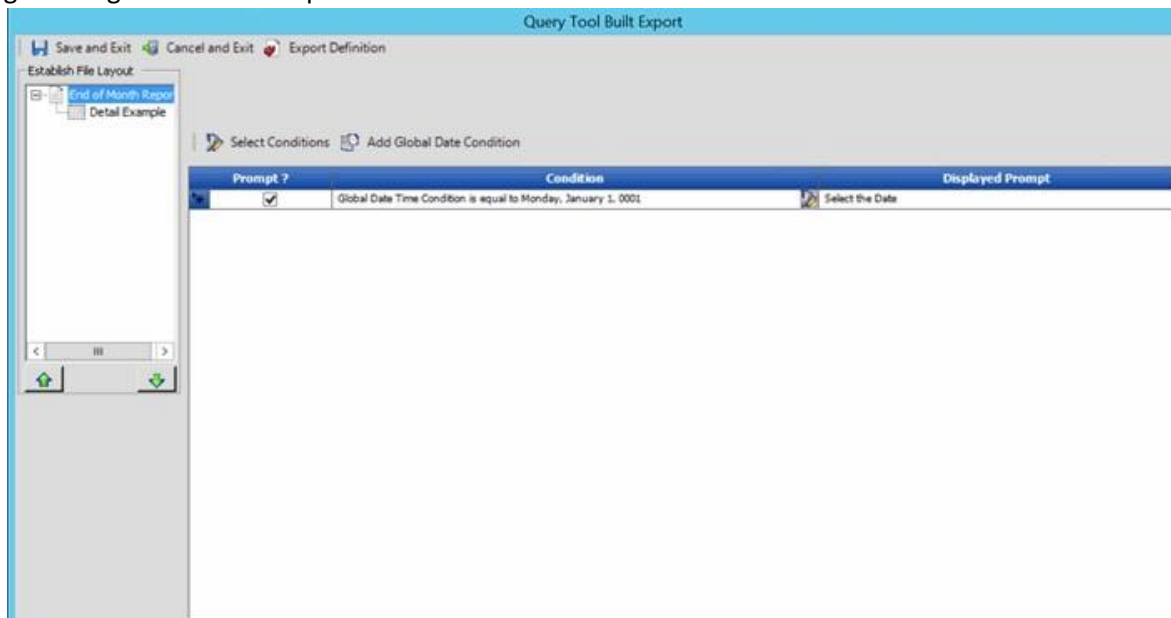 Query Tool Built Export
Save and Exit Cancel and Exit Export Definition
Establish File Layout
End of Month Repor
Detail Example
Select Conditions Add Global Date Condition
Prompt ? Condition Displayed Prompt
Global Date Time Condition is equal to Monday, January 1, 0001 Select the Date